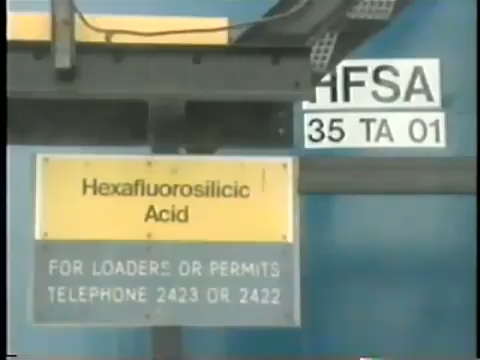 HFSA
35 TA 01
Hexafluorosilicic
Acid
FOR LOADERS OR PERMITS
TELEPHONE 2423 OR 2422